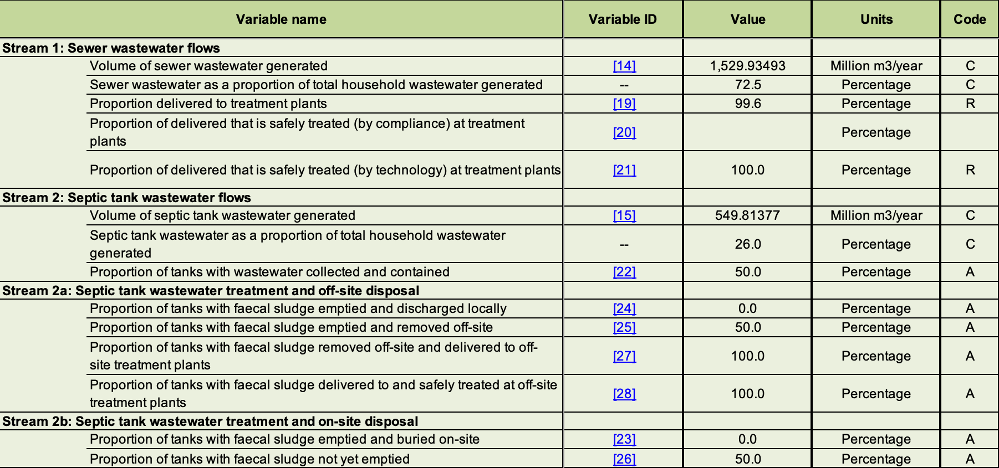 Variable name Variable ID Value Units Code
Stream 1: Sewer wastewater flows
Volume of sewer wastewater generated [14] 1,529.93493 Million m3/year C
Sewer wastewater as a proportion of total household wastewater generated -- 72.5 Percentage C
Proportion delivered to treatment plants [19] 99.6 Percentage R
Proportion of delivered that is safely treated (by compliance) at treatment
plants [20] Percentage
Proportion of delivered that is safely treated (by technology) at treatment plants [21] 100.0 Percentage R
Stream 2: Septic tank wastewater flows
Volume of septic tank wastewater generated [15] 549.81377 Million m3/year C
Septic tank wastewater as a proportion of total household wastewater
generated -- 26.0 Percentage C
Proportion of tanks with wastewater collected and contained [22] 50.0 Percentage A
Stream 2a: Septic tank wastewater treatment and off-site disposal
Proportion of tanks with faecal sludge emptied and discharged locally [24] 0.0 Percentage A
Proportion of tanks with faecal sludge emptied and removed off-site [25] 50.0 Percentage A
Proportion of tanks with faecal sludge removed off-site and delivered to off-
site treatment plants [27] 100.0 Percentage A
Proportion of tanks with faecal sludge delivered to and safely treated at off-site
treatment plants [28] 100.0 Percentage A
Stream 2b: Septic tank wastewater treatment and on-site disposal
Proportion of tanks with faecal sludge emptied and buried on-site [23] 0.0 Percentage A
Proportion of tanks with faecal sludge not yet emptied [26] 50.0 Percentage A